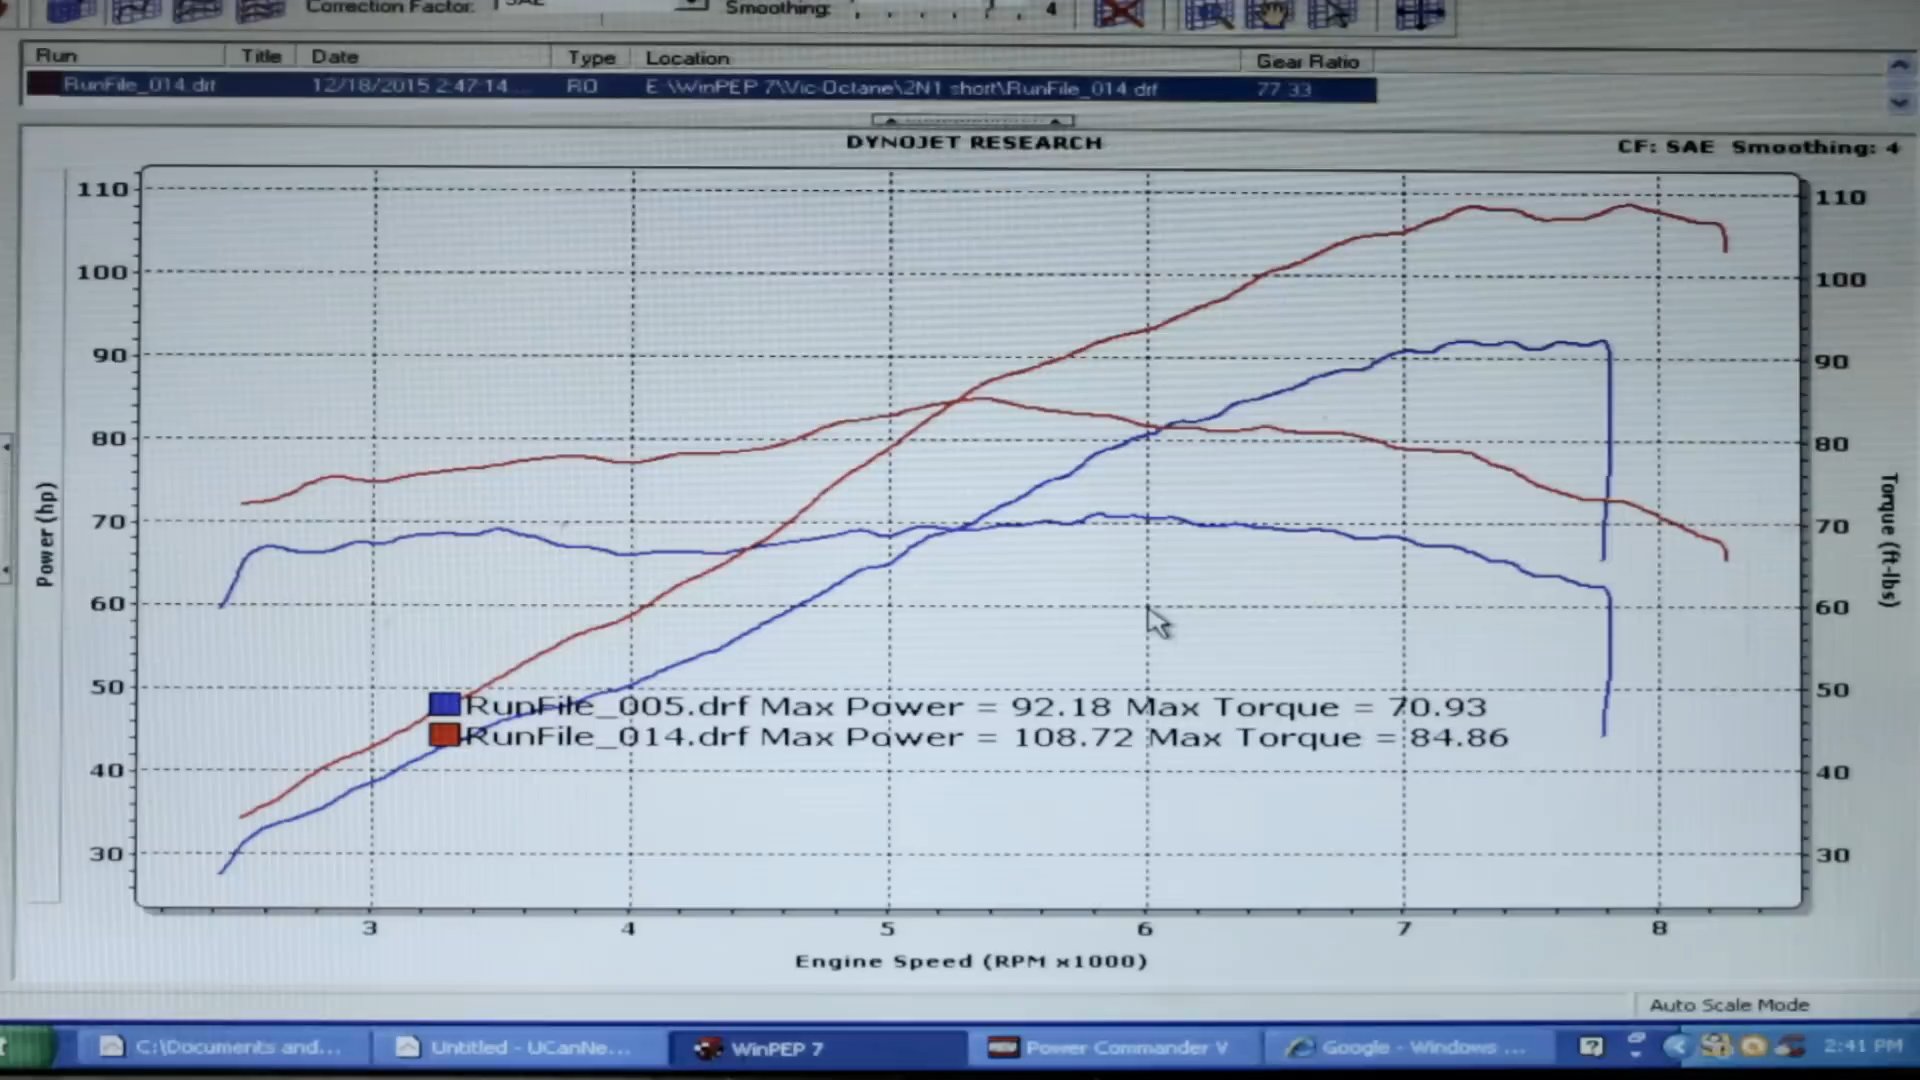 Correction Factor: SAE Smoothing: 4
Run Title Date Type Location Gear Ratio
RunFile_014.drf 12/18/2015 2:47:14... RO E:\WinPEP 7\Vic-Octane\2N1 short\RunFile_014.drf 77.33
DYNOJET RESEARCH
CF: SAE Smoothing: 4
110 110
100 100
90 90
80 80
70 70
60 60
50 50
40 40
30 30
Power (hp)
Torque (ft-lbs)
RunFile_005.drf Max Power = 92.18 Max Torque = 70.93
RunFile_014.drf Max Power = 108.72 Max Torque = 84.86
3 4 5 6 7 8
Engine Speed (RPM x1000)
Auto Scale Mode
C:\Documents and... Untitled - UCanNe... WinPEP 7 Power Commander V Google - Windows ... 2:41 PM